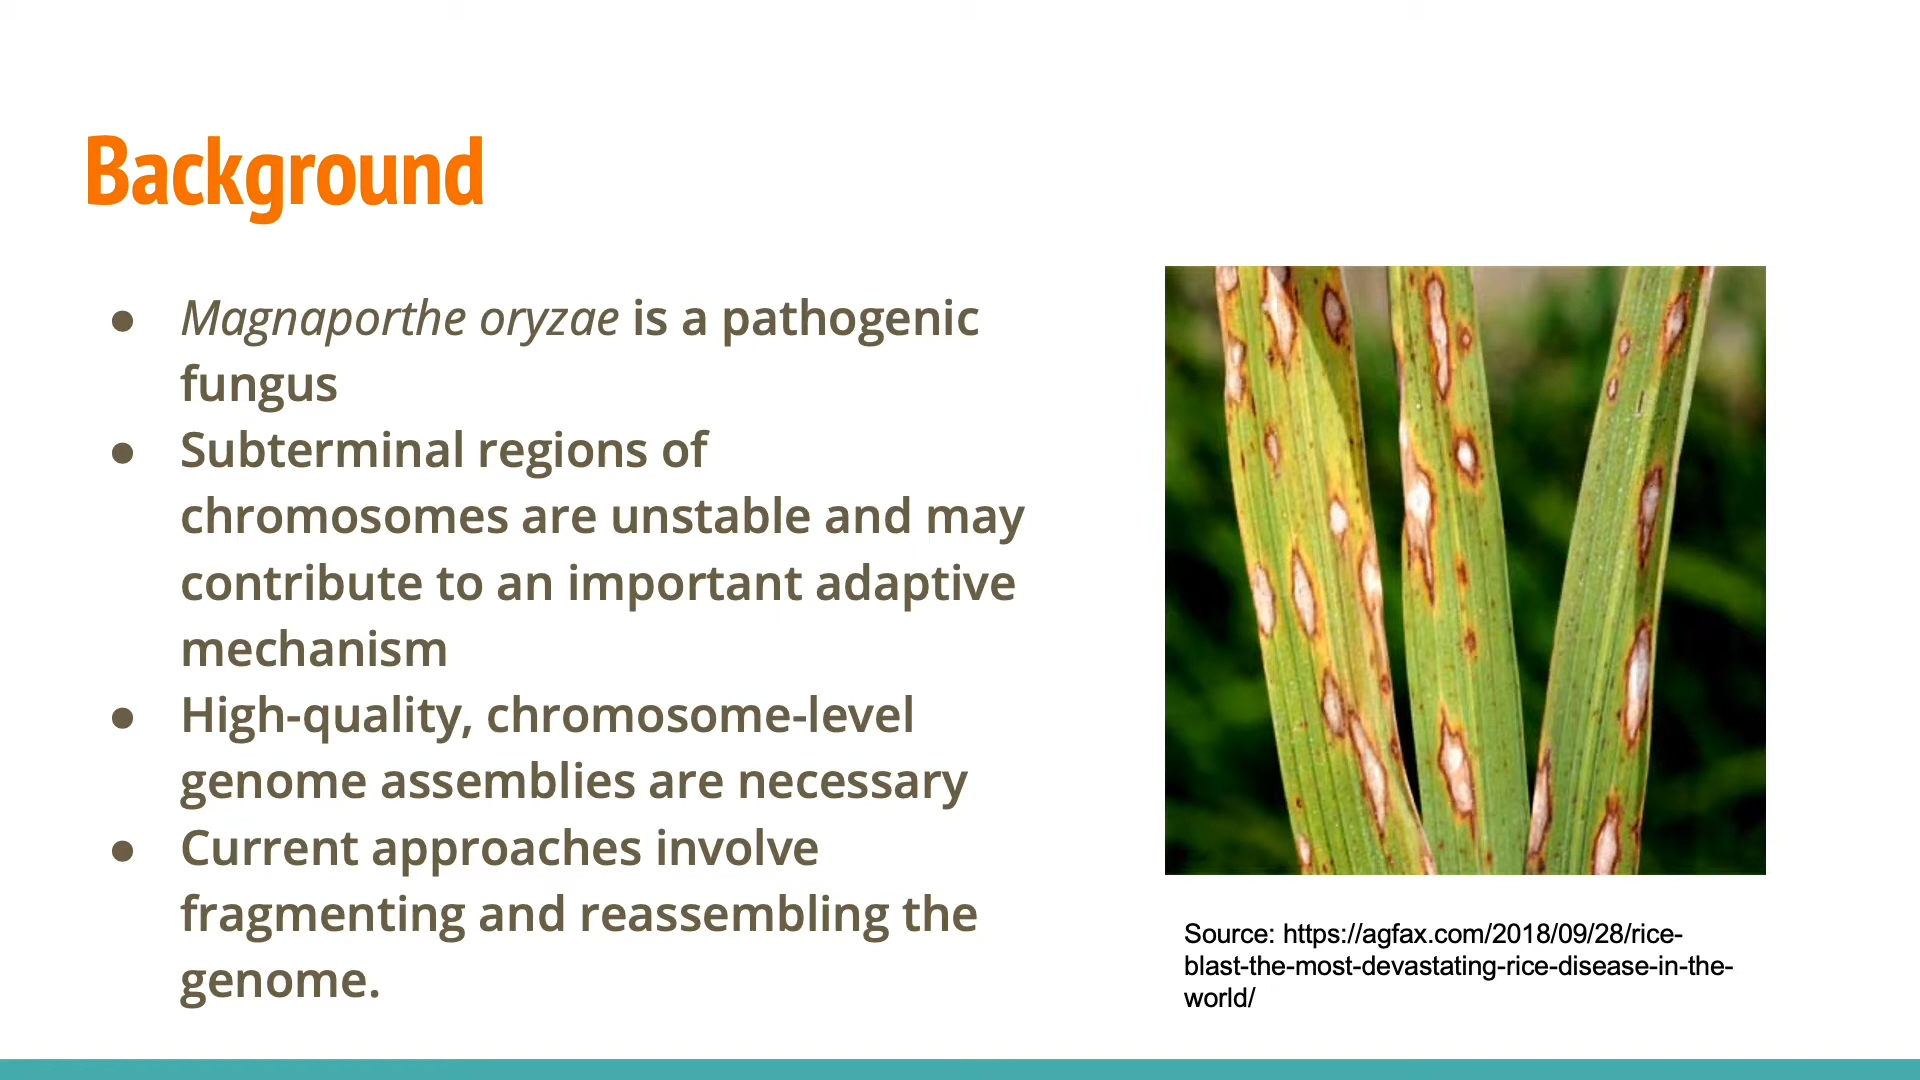 Background
● Magnaporthe oryzae is a pathogenic
fungus
● Subterminal regions of
chromosomes are unstable and may
contribute to an important adaptive
mechanism
● High-quality, chromosome-level
genome assemblies are necessary
● Current approaches involve
fragmenting and reassembling the
genome.
Source: https://agfax.com/2018/09/28/rice-
blast-the-most-devastating-rice-disease-in-the-
world/